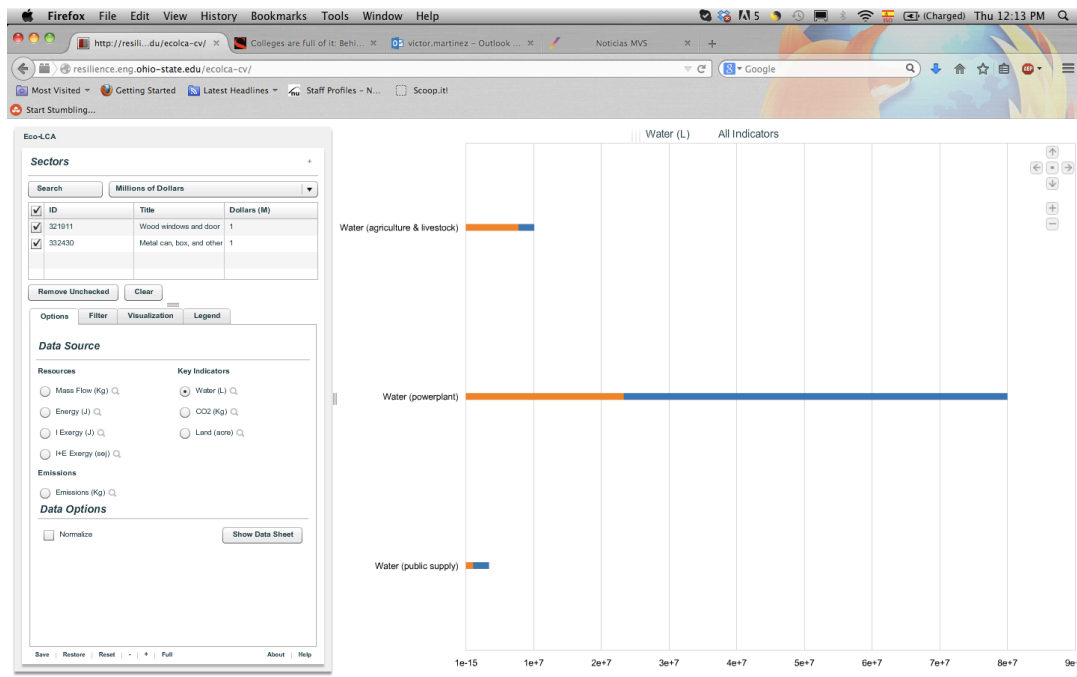 Firefox File Edit View History Bookmarks Tools Window Help 5 ESO (Charged) Thu 12:13 PM
http://resili...du/ecolca-cv/ × Colleges are full of it: Behi... × victor.martinez – Outlook ... × Noticias MVS × +
resilience.eng.ohio-state.edu/ecolca-cv/ Google ABP
Most Visited Getting Started Latest Headlines Staff Profiles – N... Scoop.it!
Start Stumbling...
Eco-LCA
Sectors +
Search Millions of Dollars
ID Title Dollars (M)
321911 Wood windows and door 1
332430 Metal can, box, and other 1
Remove Unchecked Clear
Options Filter Visualization Legend
Data Source
Resources Key Indicators
Mass Flow (Kg) Water (L)
Energy (J) CO2 (Kg)
I Exergy (J) Land (acre)
I+E Exergy (sej)
Emissions
Emissions (Kg)
Data Options
Normalize Show Data Sheet
Save | Restore | Reset | - | + | Full About | Help
Water (L) All Indicators
Water (agriculture & livestock)
Water (powerplant)
Water (public supply)
1e-15 1e+7 2e+7 3e+7 4e+7 5e+7 6e+7 7e+7 8e+7 9e-